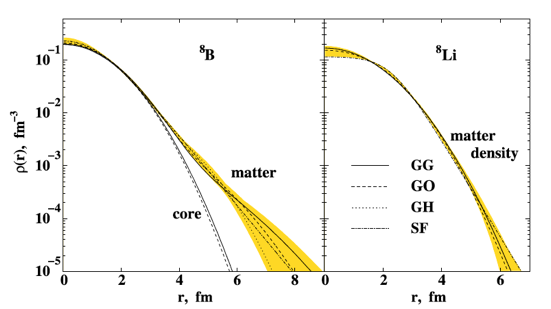 ⁸B
⁸Li
10⁻¹
10⁻²
10⁻³
10⁻⁴
10⁻⁵
ρ(r), fm⁻³
matter
core
matter
density
GG
GO
GH
SF
0 2 4 6 8
0 2 4 6
r, fm
r, fm